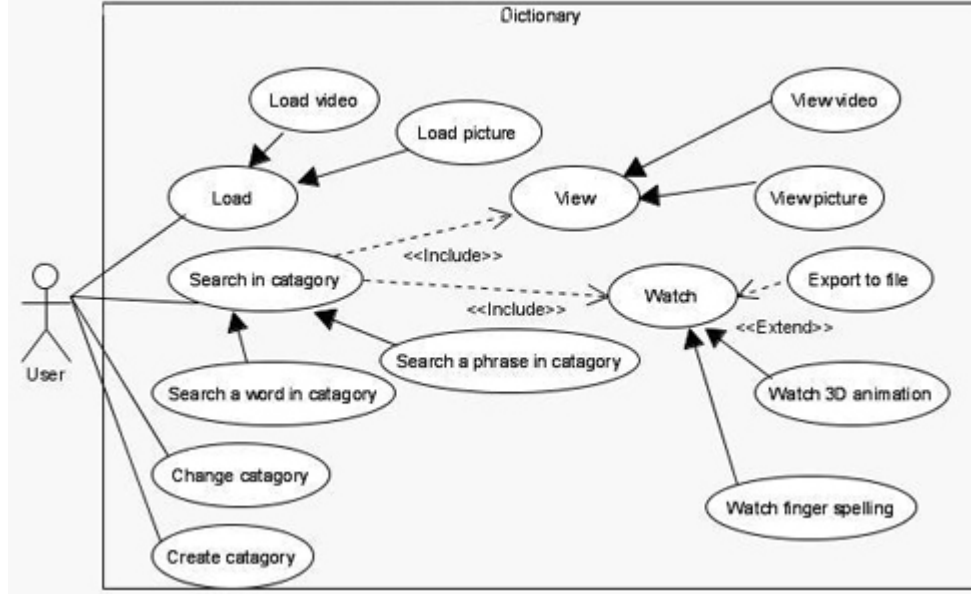 Dictionary
Load video
View video
Load picture
Load
View
View picture
<<Include>>
Search in catagory
Export to file
Watch
<<Include>>
<<Extend>>
Search a phrase in catagory
User
Search a word in catagory
Watch 3D animation
Change catagory
Watch finger spelling
Create catagory